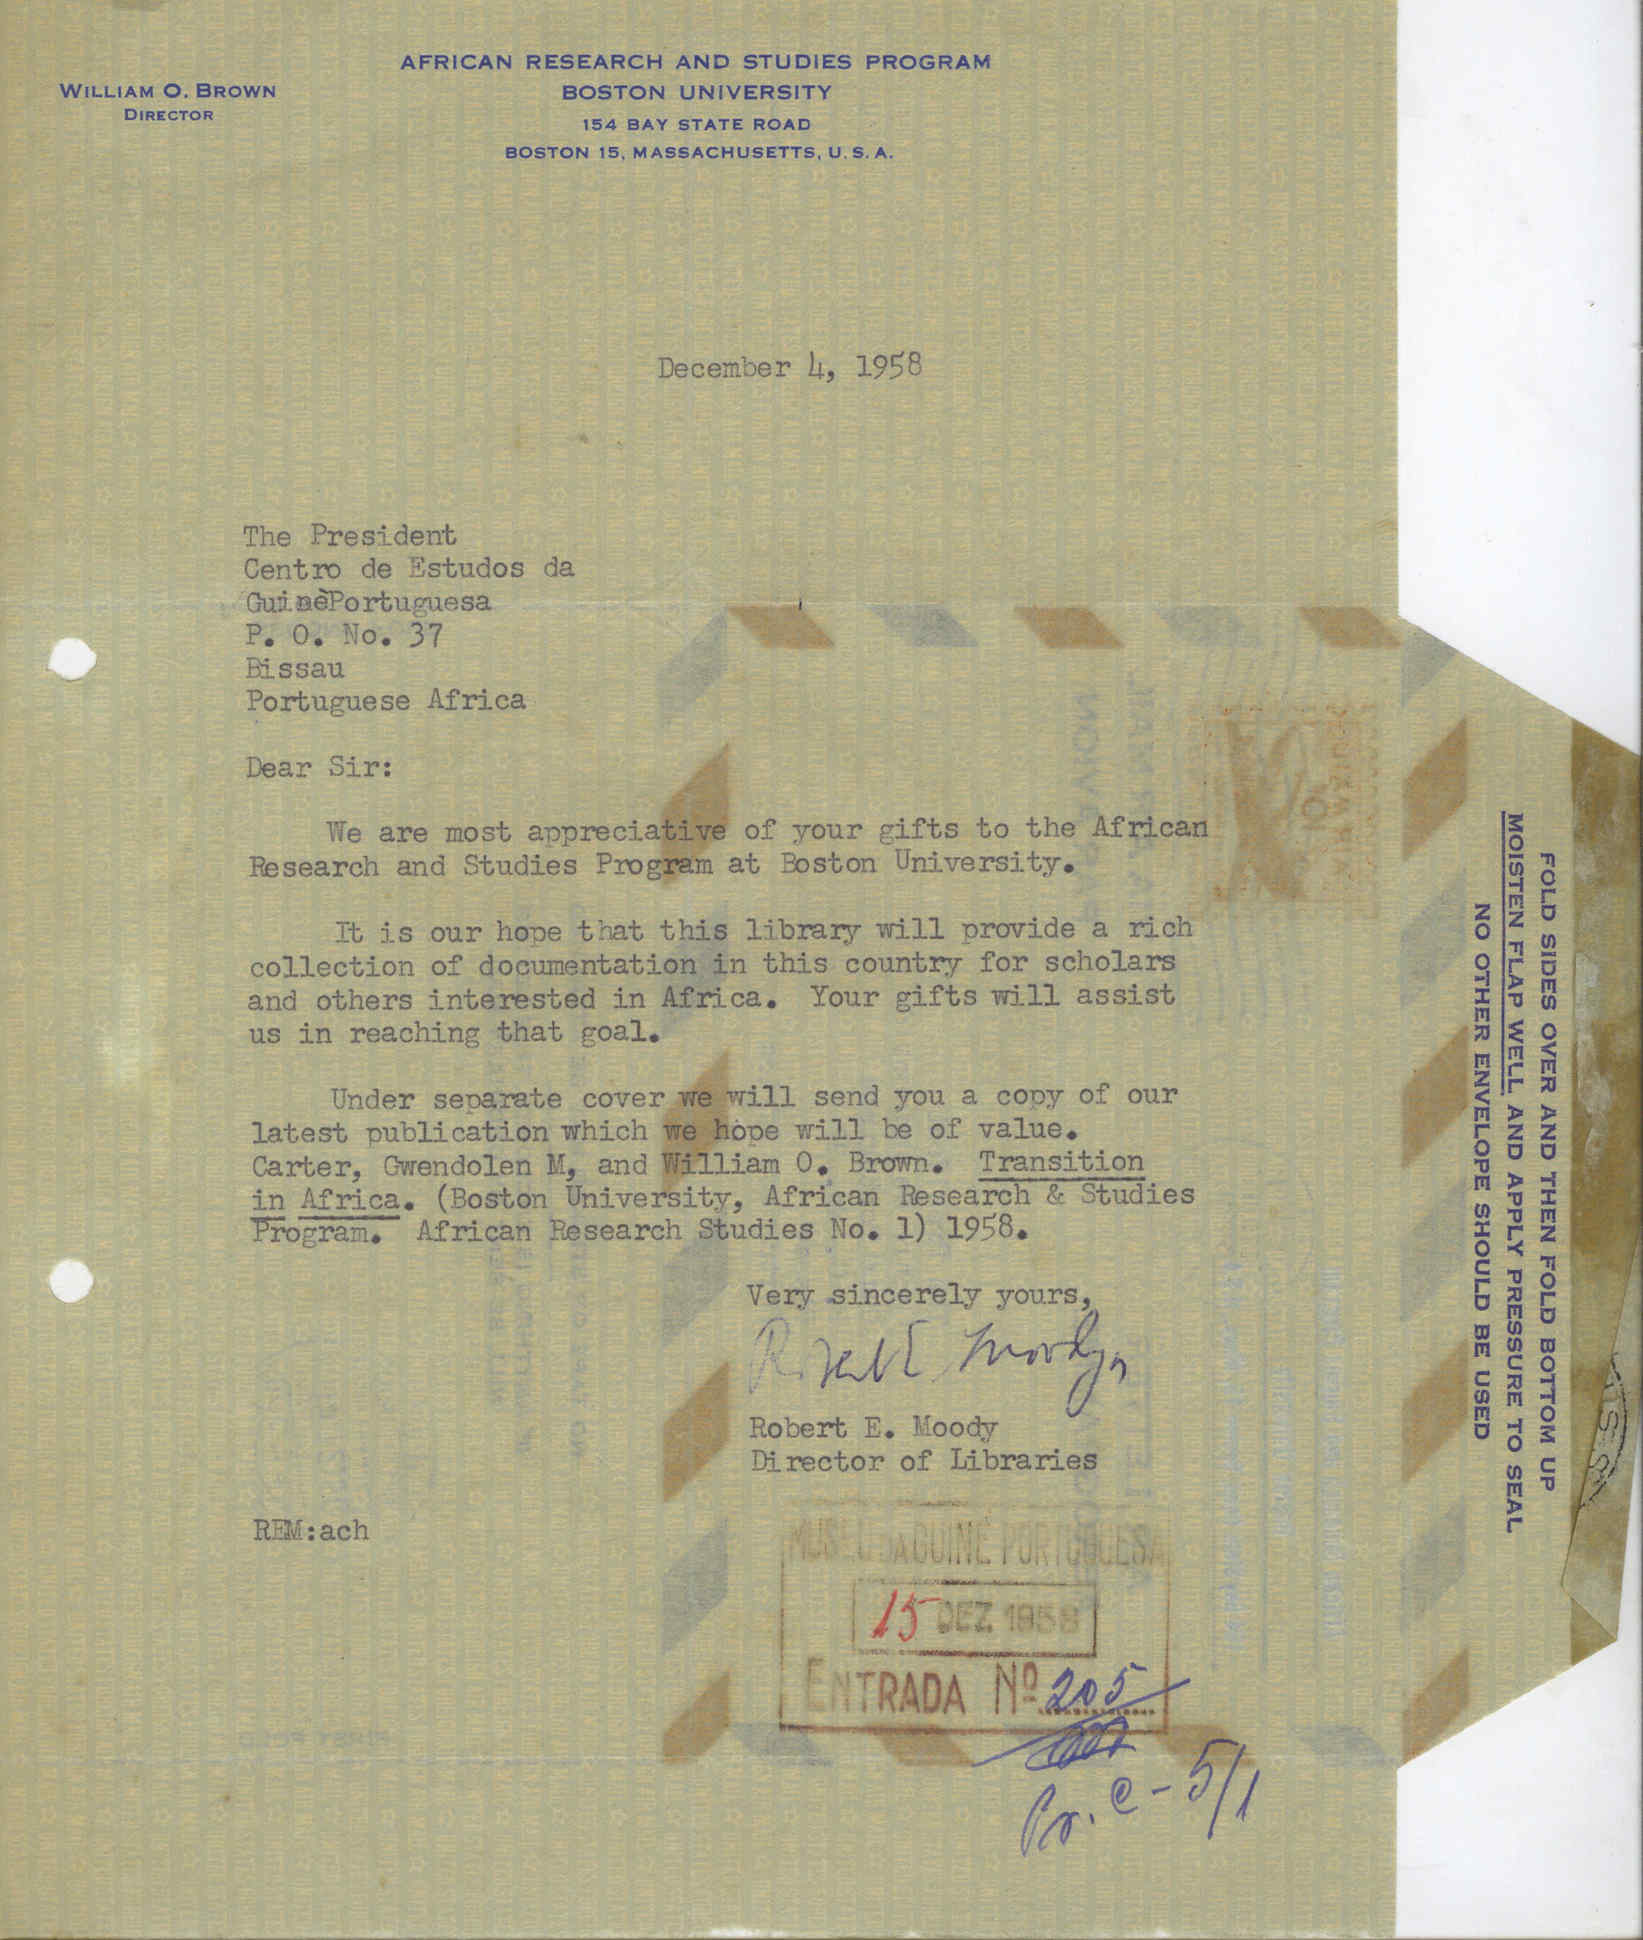 AFRICAN RESEARCH AND STUDIES PROGRAM
BOSTON UNIVERSITY
154 BAY STATE ROAD
BOSTON 15, MASSACHUSETTS, U.S.A.
WILLIAM O. BROWN
DIRECTOR
December 4, 1958
The President
Centro de Estudos da
GuinèPortuguesa
P. O. No. 37
Bissau
Portuguese Africa
Dear Sir:
We are most appreciative of your gifts to the African
Research and Studies Program at Boston University.
It is our hope that this library will provide a rich
collection of documentation in this country for scholars
and others interested in Africa. Your gifts will assist
us in reaching that goal.
Under separate cover we will send you a copy of our
latest publication which we hope will be of value.
Carter, Gwendolen M, and William O. Brown. Transition
in Africa. (Boston University, African Research & Studies
Program. African Research Studies No. 1) 1958.
Very sincerely yours,
Robert E Moody
Robert E. Moody
Director of Libraries
REM:ach
MUSEU DA GUINÉ PORTUGUESA
15 DEZ 1958
ENTRADA Nº 205
Pr. C-5/1
FOLD SIDES OVER AND THEN FOLD BOTTOM UP
MOISTEN FLAP WELL AND APPLY PRESSURE TO SEAL
NO OTHER ENVELOPE SHOULD BE USED